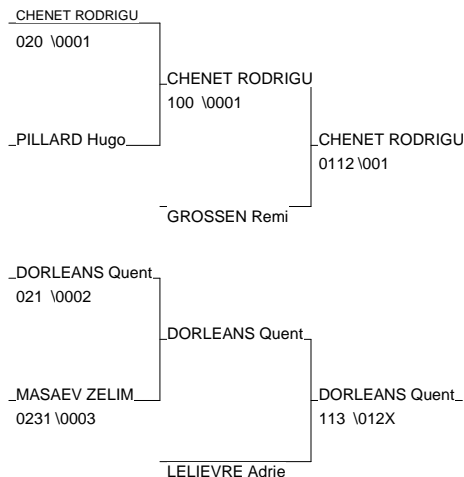 CHENET RODRIGU
020 \0001
CHENET RODRIGU
100 \0001
PILLARD Hugo
CHENET RODRIGU
0112 \001
GROSSEN Remi
DORLEANS Quent
021 \0002
DORLEANS Quent
MASAEV ZELIM
0231 \0003
DORLEANS Quent
113 \012X
LELIEVRE Adrie